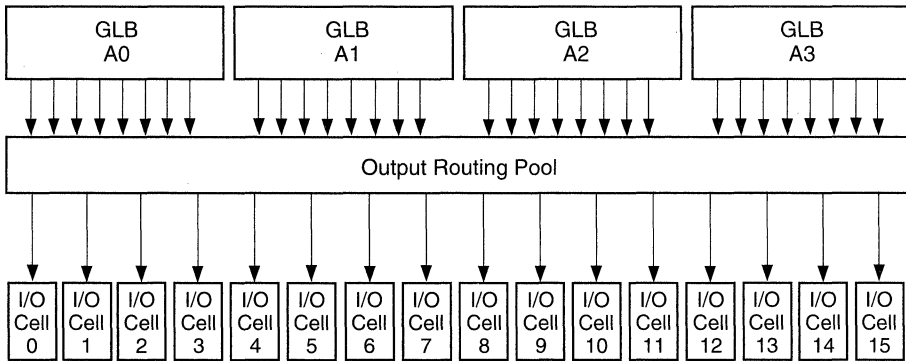 GLB
A0
GLB
A1
GLB
A2
GLB
A3
Output Routing Pool
I/O
Cell
0
I/O
Cell
1
I/O
Cell
2
I/O
Cell
3
I/O
Cell
4
I/O
Cell
5
I/O
Cell
6
I/O
Cell
7
I/O
Cell
8
I/O
Cell
9
I/O
Cell
10
I/O
Cell
11
I/O
Cell
12
I/O
Cell
13
I/O
Cell
14
I/O
Cell
15